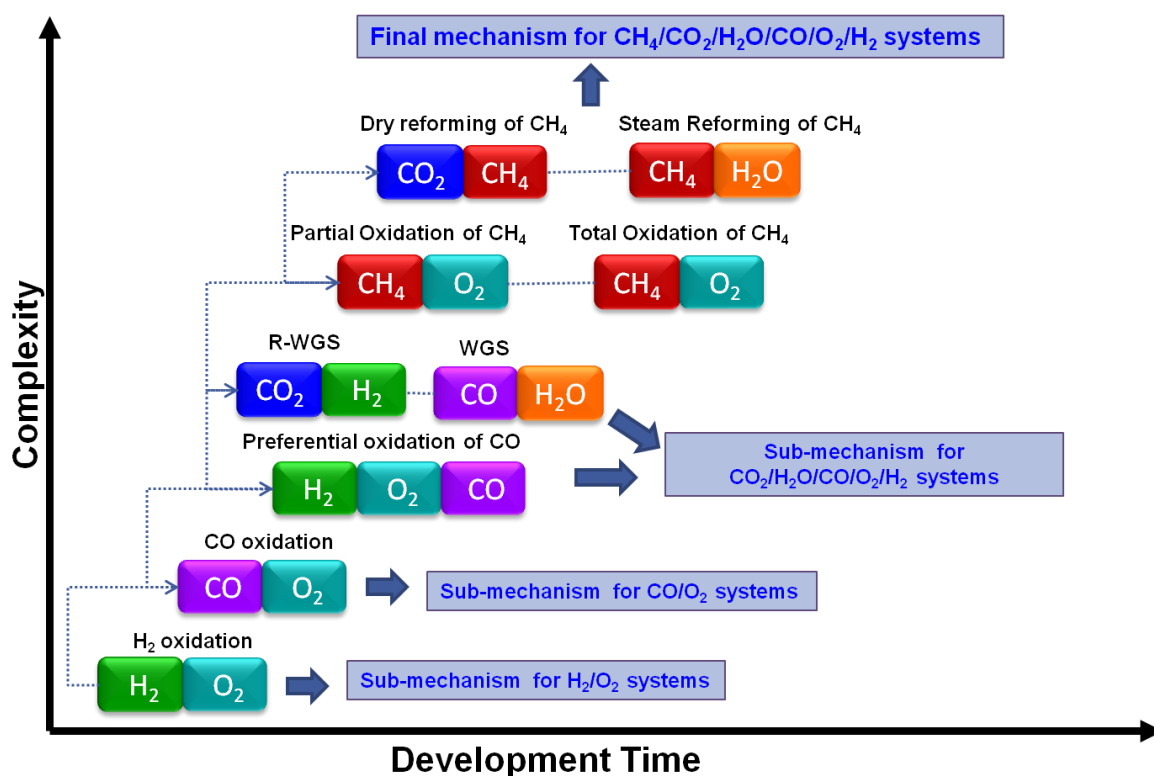 Final mechanism for CH₄/CO₂/H₂O/CO/O₂/H₂ systems
Dry reforming of CH₄
Steam Reforming of CH₄
CO₂ CH₄
CH₄ H₂O
Partial Oxidation of CH₄
Total Oxidation of CH₄
CH₄ O₂
CH₄ O₂
R-WGS
WGS
CO₂ H₂
CO H₂O
Preferential oxidation of CO
H₂ O₂ CO
Sub-mechanism for
CO₂/H₂O/CO/O₂/H₂ systems
CO oxidation
CO O₂
Sub-mechanism for CO/O₂ systems
H₂ oxidation
H₂ O₂
Sub-mechanism for H₂/O₂ systems
Complexity
Development Time